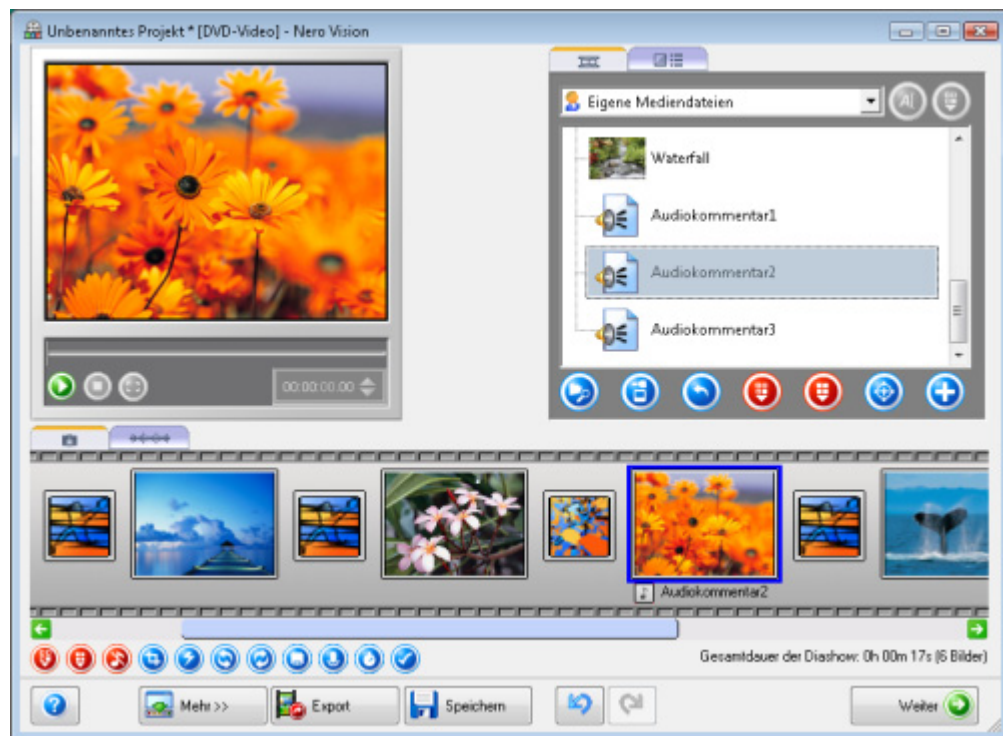 Unbenanntes Projekt * [DVD-Video] - Nero Vision
Eigene Mediendateien
Waterfall
Audiokommentar1
Audiokommentar2
Audiokommentar3
00:00:00.00
Audiokommentar2
Gesamtdauer der Diashow: 0h 00m 17s (6 Bilder)
Mehr >>
Export
Speichern
Weiter